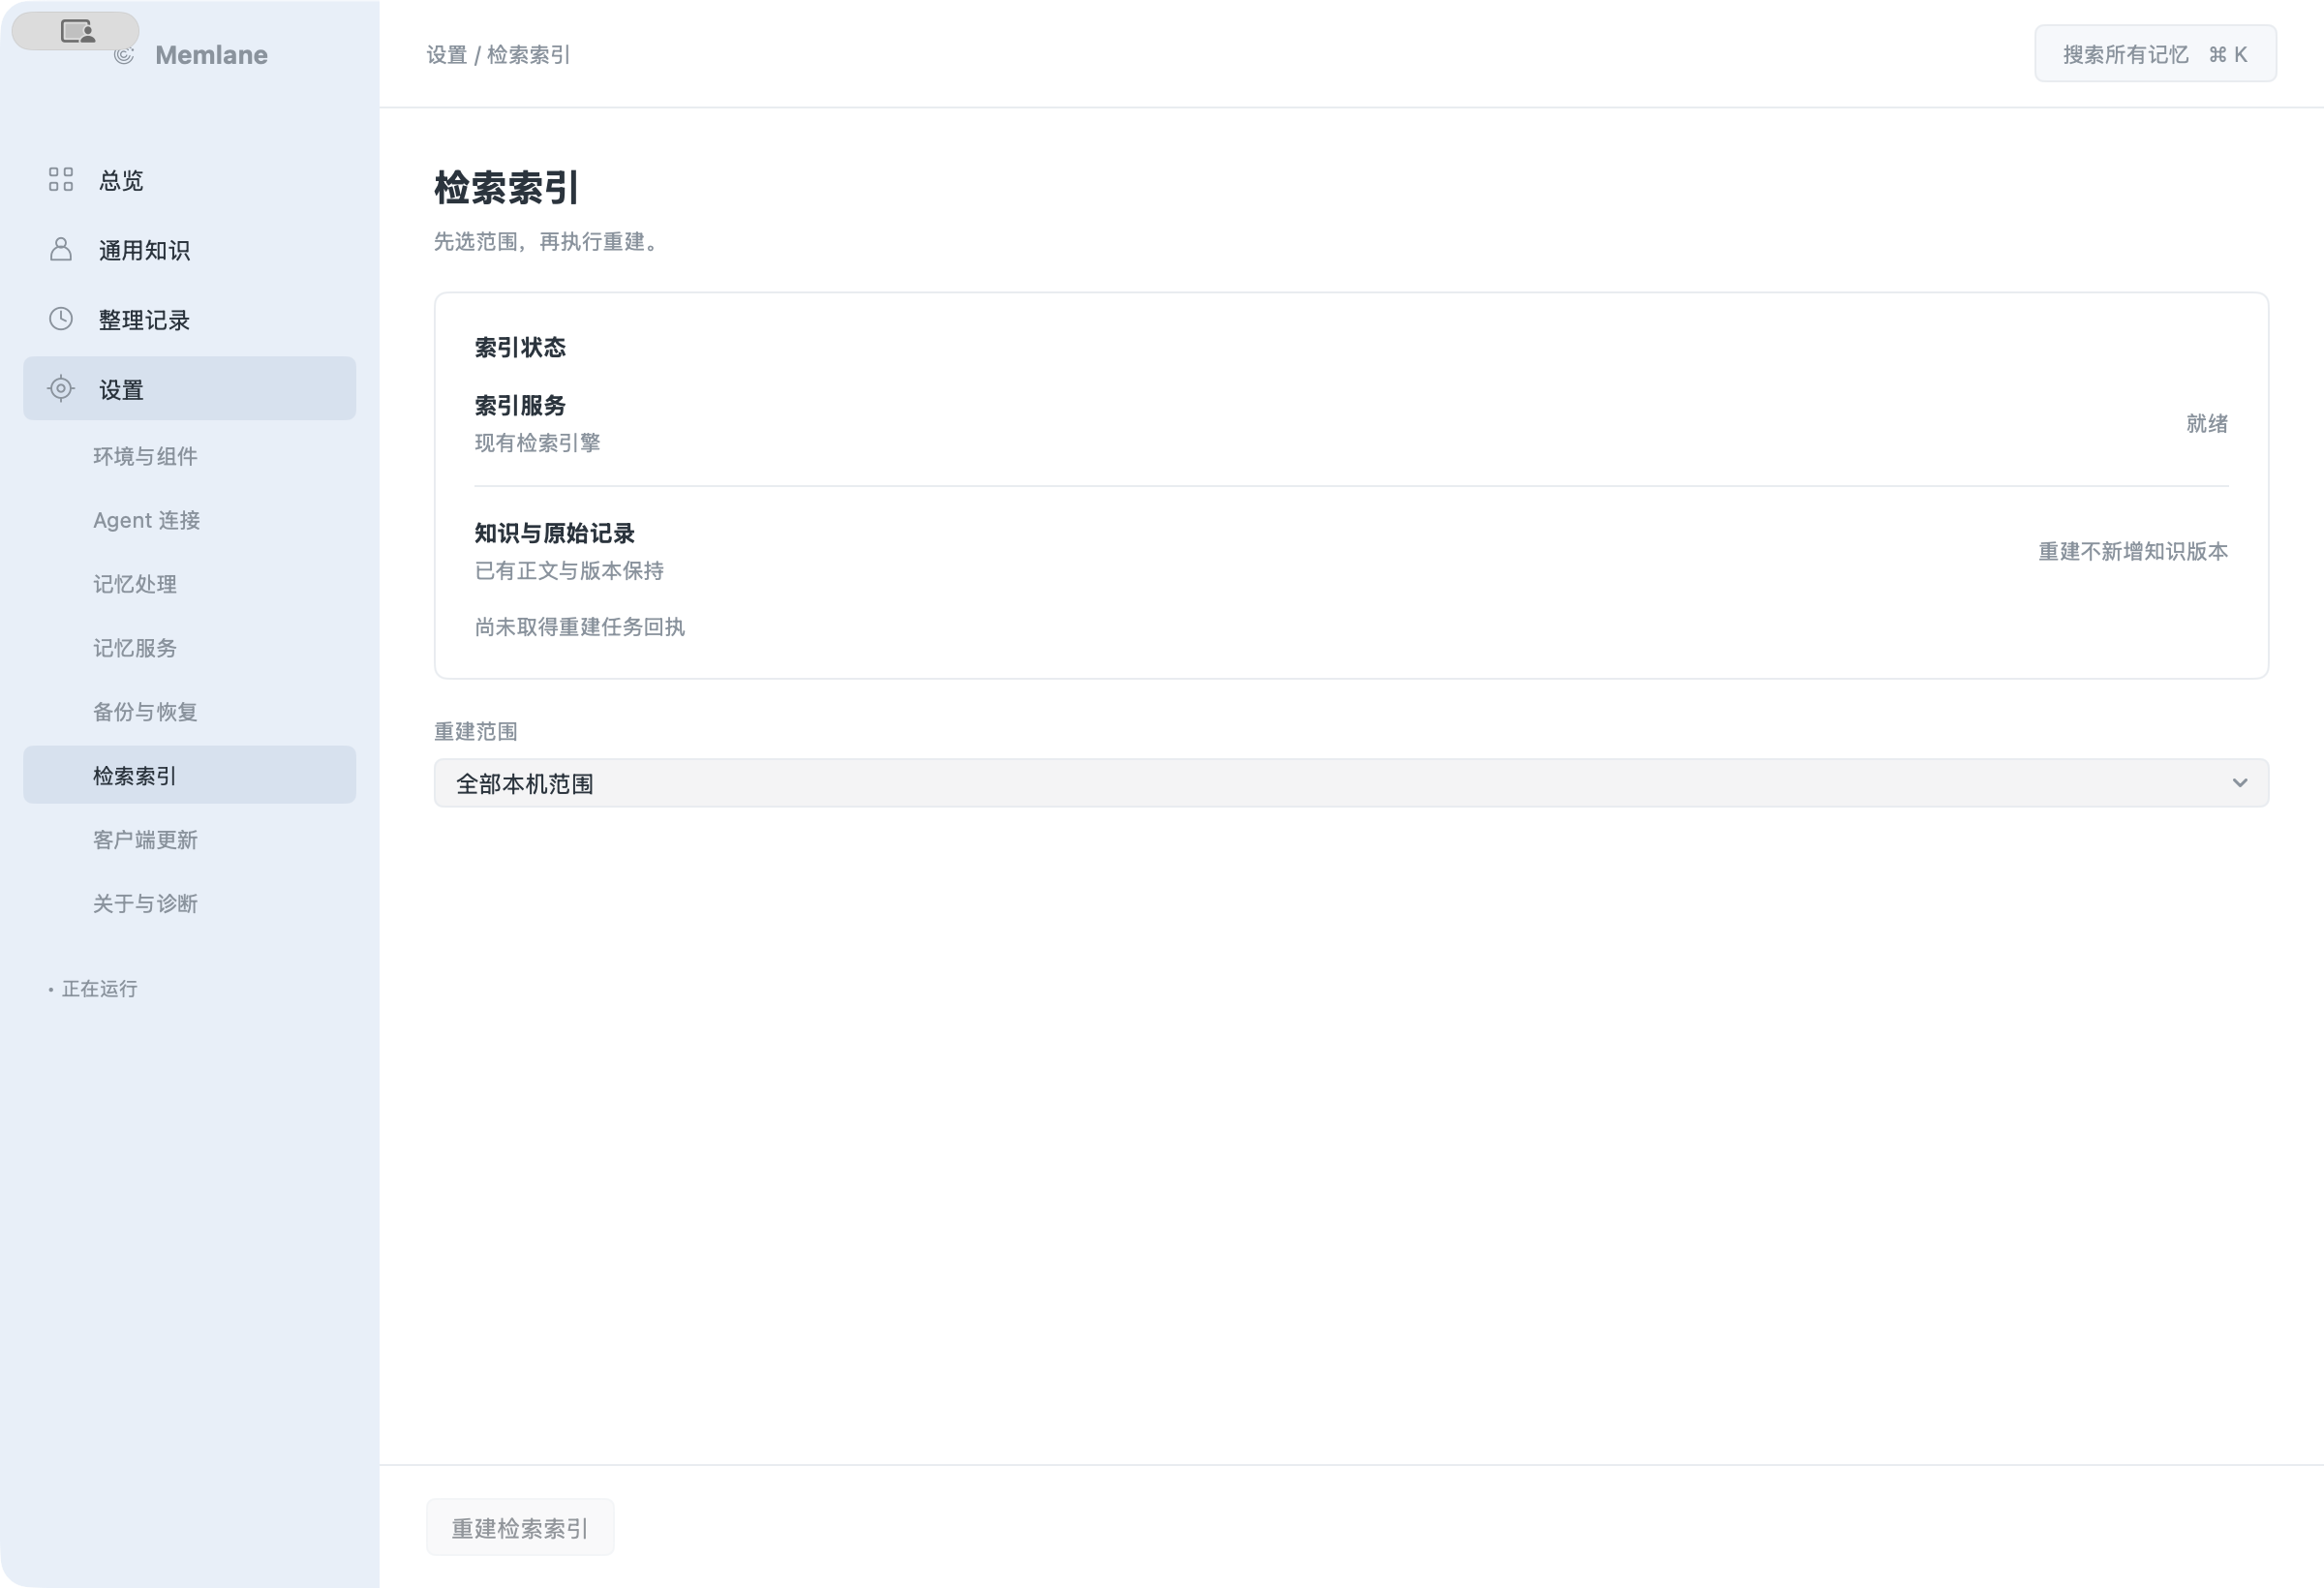 Memlane
设置 / 检索索引
搜索所有记忆 ⌘ K
总览
通用知识
整理记录
设置
环境与组件
Agent 连接
记忆处理
记忆服务
备份与恢复
检索索引
客户端更新
关于与诊断
• 正在运行
检索索引
先选范围，再执行重建。
索引状态
索引服务
现有检索引擎
就绪
知识与原始记录
已有正文与版本保持
重建不新增知识版本
尚未取得重建任务回执
重建范围
全部本机范围
重建检索索引